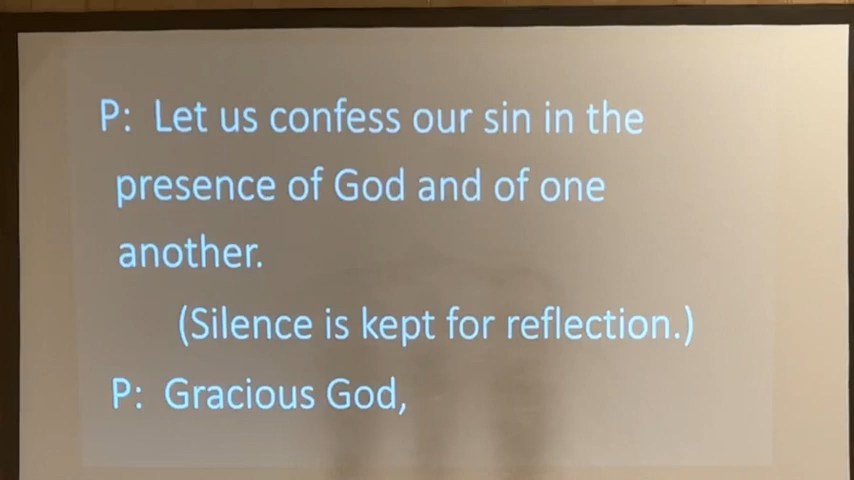 P: Let us confess our sin in the
presence of God and of one
another.
(Silence is kept for reflection.)
P: Gracious God,